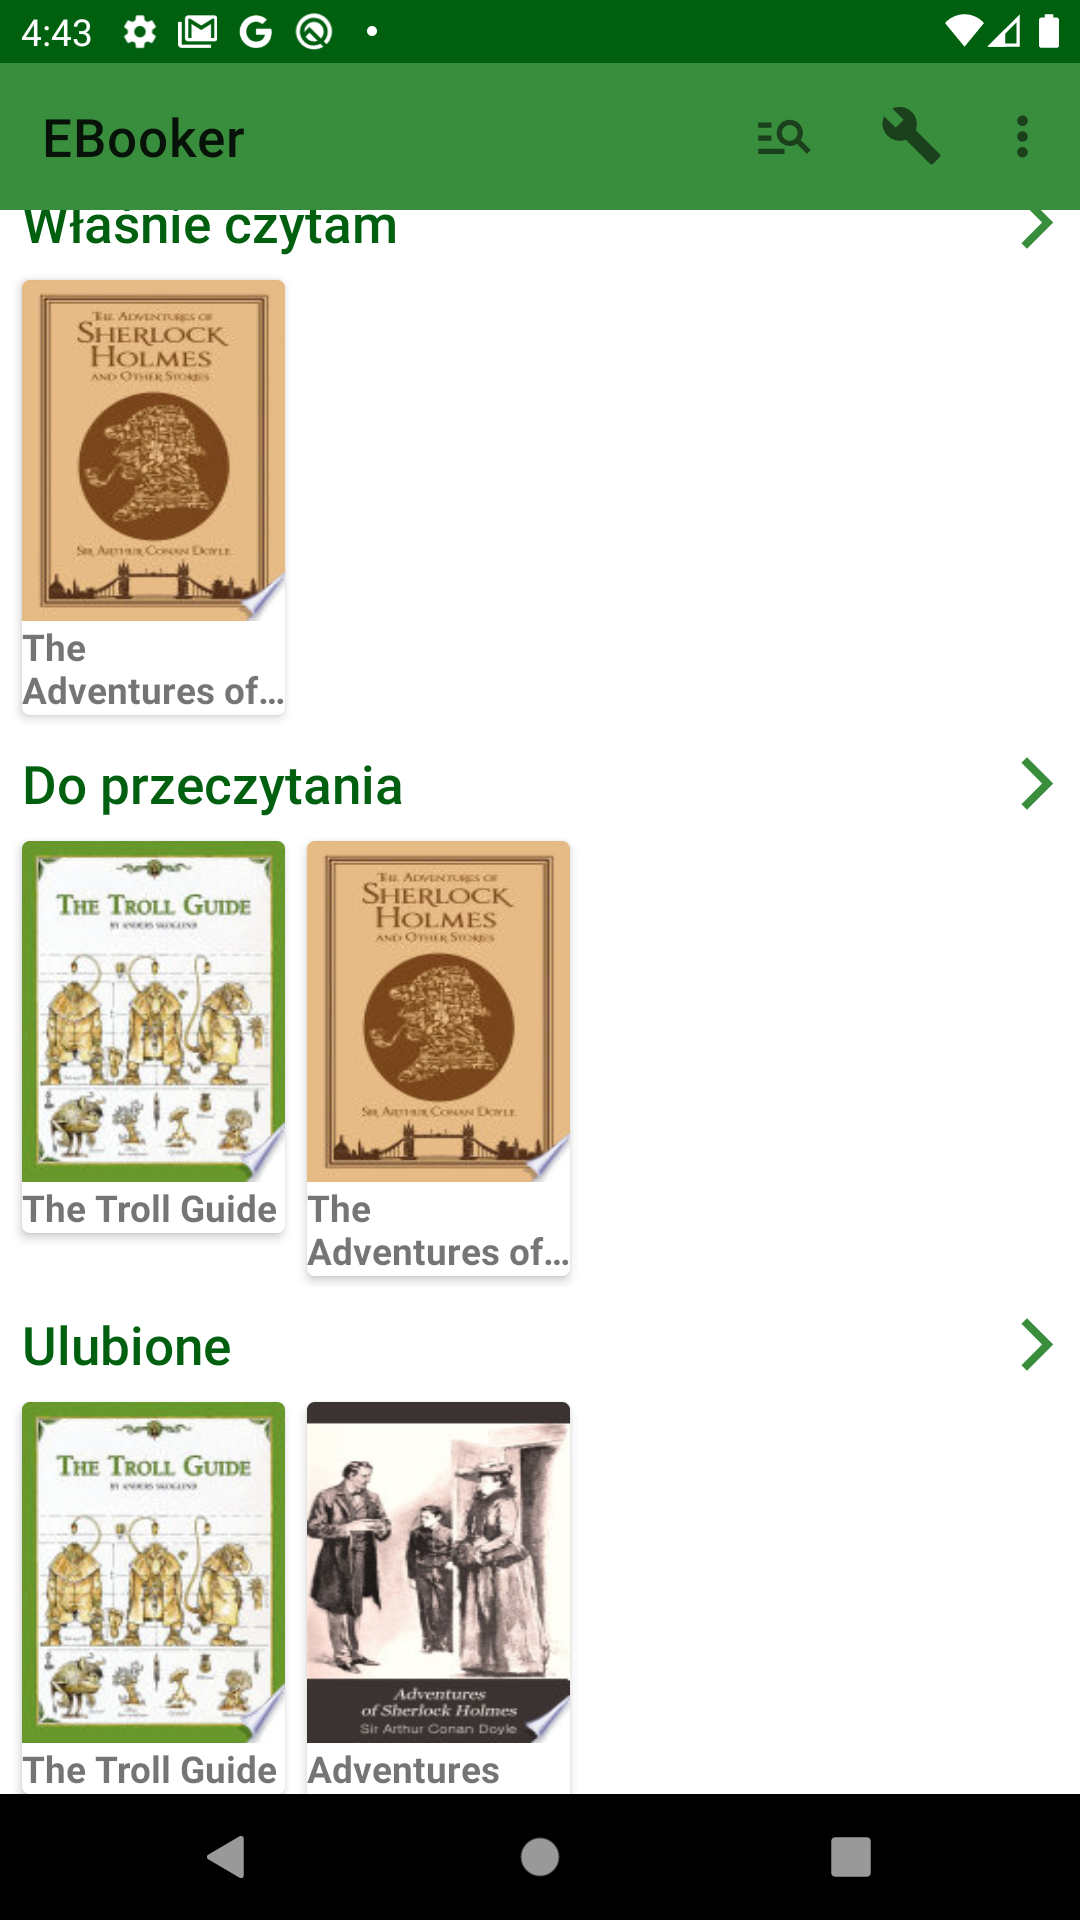 4:43
EBooker
Właśnie czytam
THE ADVENTURES OF
SHERLOCK
HOLMES
AND OTHER STORIES
SIR ARTHUR CONAN DOYLE
The
Adventures of...
Do przeczytania
THE TROLL GUIDE
BY ANDERS SKOGLIND
THE ADVENTURES OF
SHERLOCK
HOLMES
AND OTHER STORIES
SIR ARTHUR CONAN DOYLE
The Troll Guide
The
Adventures of...
Ulubione
THE TROLL GUIDE
BY ANDERS SKOGLIND
Adventures
of Sherlock Holmes
Sir Arthur Conan Doyle
The Troll Guide
Adventures